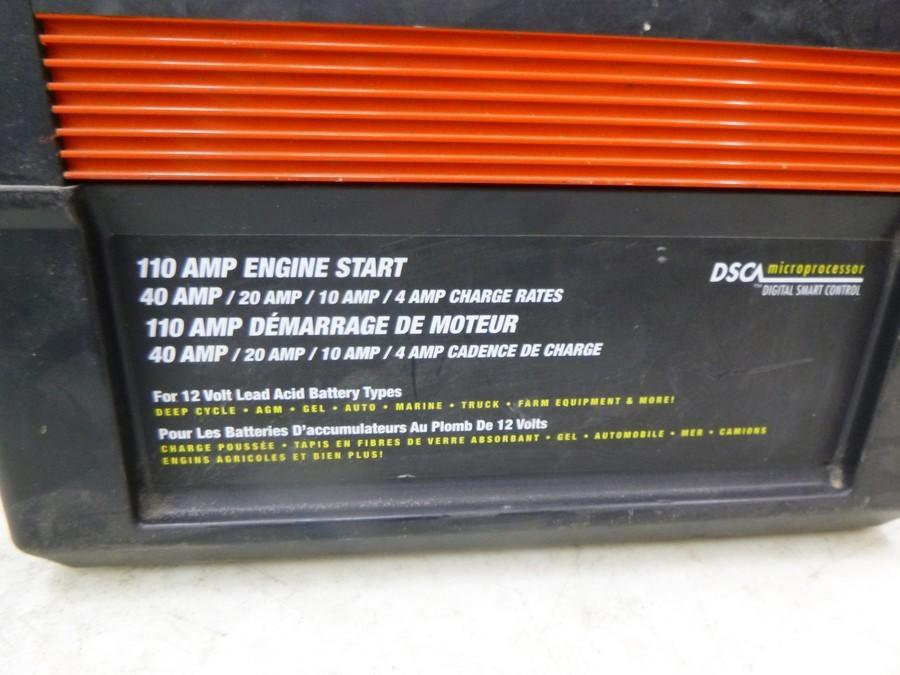 110 AMP ENGINE START
40 AMP / 20 AMP / 10 AMP / 4 AMP CHARGE RATES
110 AMP DÉMARRAGE DE MOTEUR
40 AMP / 20 AMP / 10 AMP / 4 AMP CADENCE DE CHARGE
DSCA microprocessor
™ DIGITAL SMART CONTROL
For 12 Volt Lead Acid Battery Types
DEEP CYCLE • AGM • GEL • AUTO • MARINE • TRUCK • FARM EQUIPMENT & MORE!
Pour Les Batteries D'accumulateurs Au Plomb De 12 Volts
CHARGE POUSSÉE • TAPIS EN FIBRES DE VERRE ABSORBANT • GEL • AUTOMOBILE • MER • CAMIONS
ENGINS AGRICOLES ET BIEN PLUS!